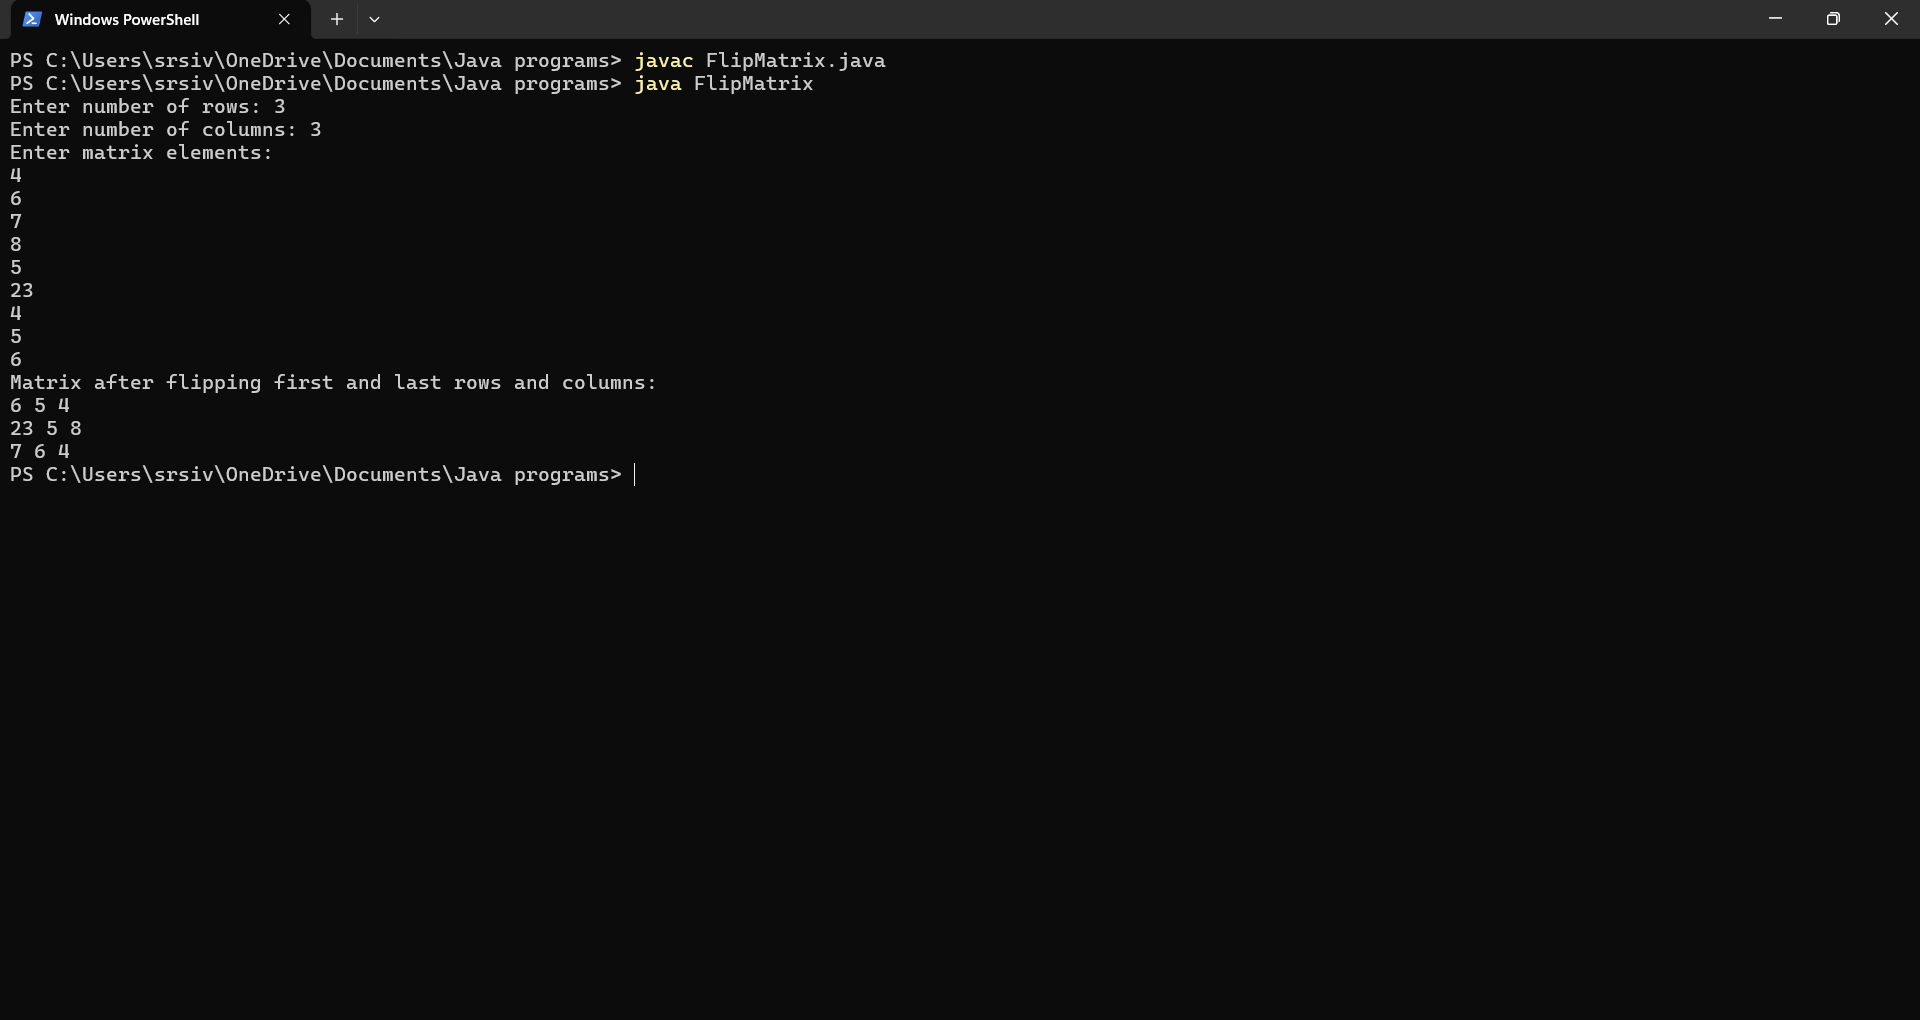 Windows PowerShell
PS C:\Users\srsiv\OneDrive\Documents\Java programs> javac FlipMatrix.java
PS C:\Users\srsiv\OneDrive\Documents\Java programs> java FlipMatrix
Enter number of rows: 3
Enter number of columns: 3
Enter matrix elements:
4
6
7
8
5
23
4
5
6
Matrix after flipping first and last rows and columns:
6 5 4
23 5 8
7 6 4
PS C:\Users\srsiv\OneDrive\Documents\Java programs>